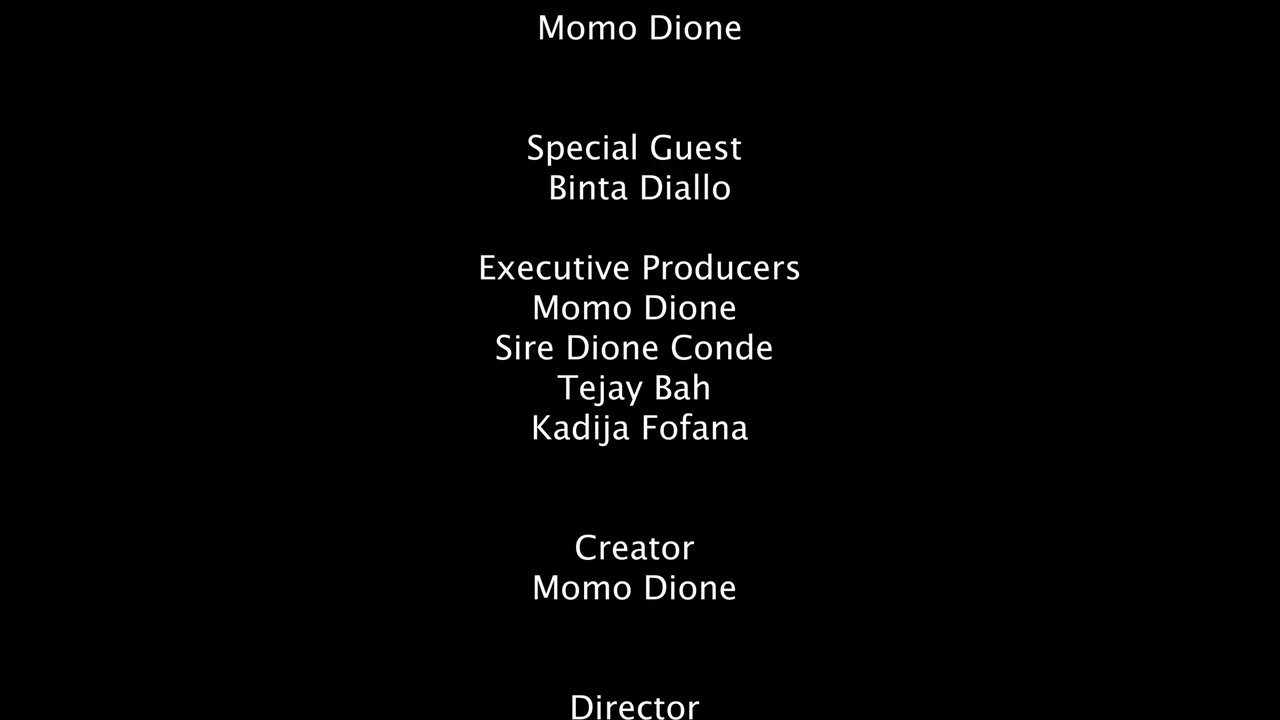 Momo Dione
Special Guest
Binta Diallo
Executive Producers
Momo Dione
Sire Dione Conde
Tejay Bah
Kadija Fofana
Creator
Momo Dione
Director